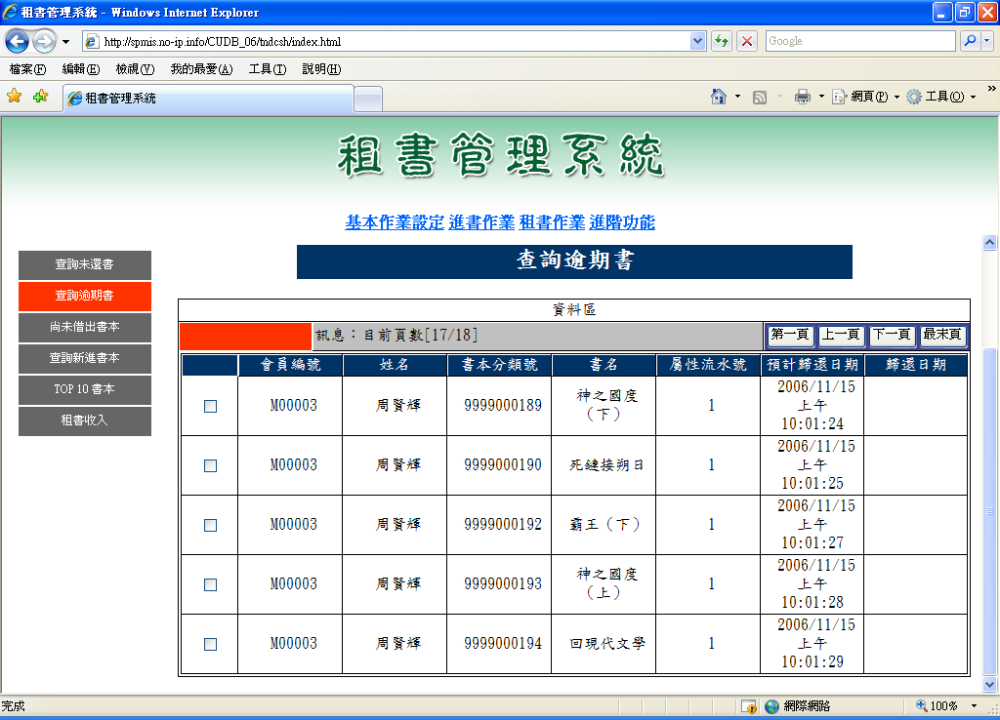 租書管理系統 - Windows Internet Explorer
http://spmis.no-ip.info/CUDB_06/tndcsh/index.html
Google
檔案(F) 編輯(E) 檢視(V) 我的最愛(A) 工具(T) 說明(H)
租書管理系統
網頁(P) 工具(O) »
租書管理系統
基本作業設定 進書作業 租書作業 進階功能
查詢未還書
查詢逾期書
尚未借出書本
查詢新進書本
TOP 10 書本
租書收入
查詢逾期書
資料區
訊息：目前頁數[17/18] 第一頁 上一頁 下一頁 最末頁
會員編號 姓名 書本分類號 書名 屬性流水號 預計歸還日期 歸還日期
M00003 周賢輝 9999000189 神之國度（下） 1 2006/11/15 上午 10:01:24
M00003 周賢輝 9999000190 死鍵接朔日 1 2006/11/15 上午 10:01:25
M00003 周賢輝 9999000192 霸王（下） 1 2006/11/15 上午 10:01:27
M00003 周賢輝 9999000193 神之國度（上） 1 2006/11/15 上午 10:01:28
M00003 周賢輝 9999000194 回現代文學 1 2006/11/15 上午 10:01:29
完成 網際網路 100%